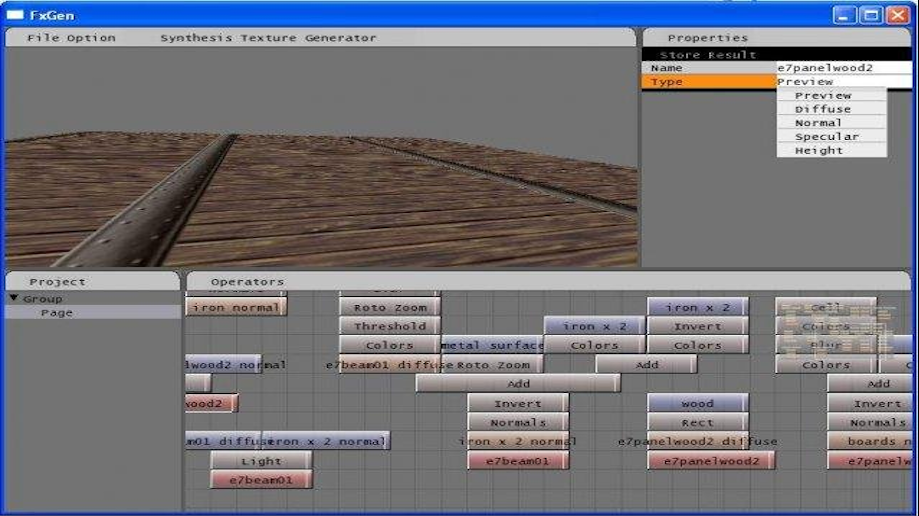 FxGen
File Option Synthesis Texture Generator
Properties
Store Result
Name e7panelwood2
Type Preview
Preview
Diffuse
Normal
Specular
Height
Project
Group
Page
Operators
iron normal Roto Zoom iron x 2 Cell
Threshold iron x 2 Invert Colors
Colors metal surface Colors Colors Blur
lwood2 normal e7beam01 diffuse Roto Zoom Add Colors
Add Add
wood2 Invert wood Invert
Normals Rect Normals
m01 diffuse iron x 2 normal iron x 2 normal e7panelwood2 diffuse boards n
Light e7beam01 e7panelwood2 e7panelw
e7beam01